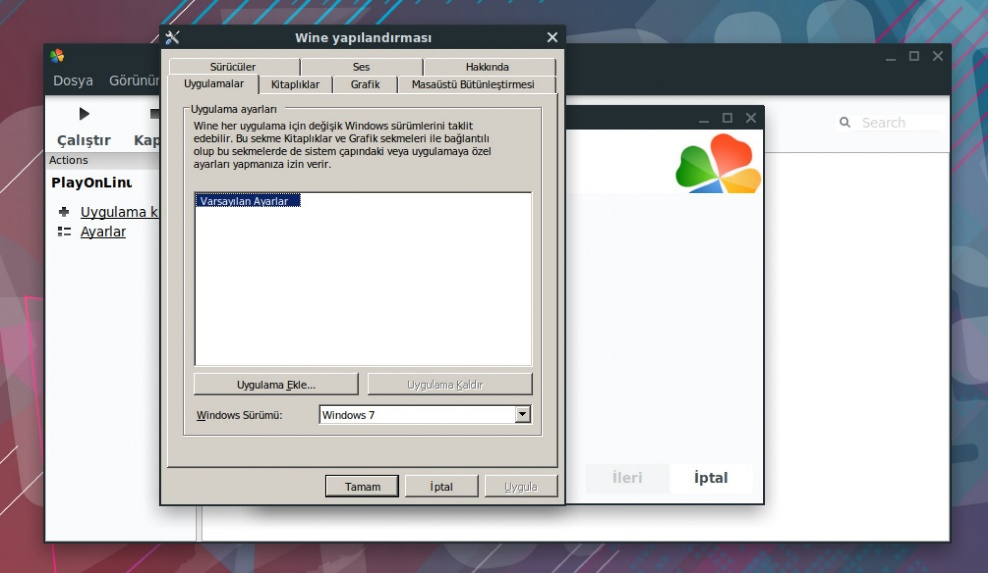 Wine yapılandırması
Dosya Görünür
Çalıştır Kap
Search
Actions
PlayOnLinu
Uygulama k
Ayarlar
Sürücüler Ses Hakkında
Uygulamalar Kitaplıklar Grafik Masaüstü Bütünleştirmesi
Uygulama ayarları
Wine her uygulama için değişik Windows sürümlerini taklit
edebilir. Bu sekme Kitaplıklar ve Grafik sekmeleri ile bağlantılı
olup bu sekmelerde de sistem çapındaki veya uygulamaya özel
ayarları yapmanıza izin verir.
Varsayılan Ayarlar
Uygulama Ekle... Uygulama Kaldır
Windows Sürümü: Windows 7
Tamam İptal Uygula
İleri İptal